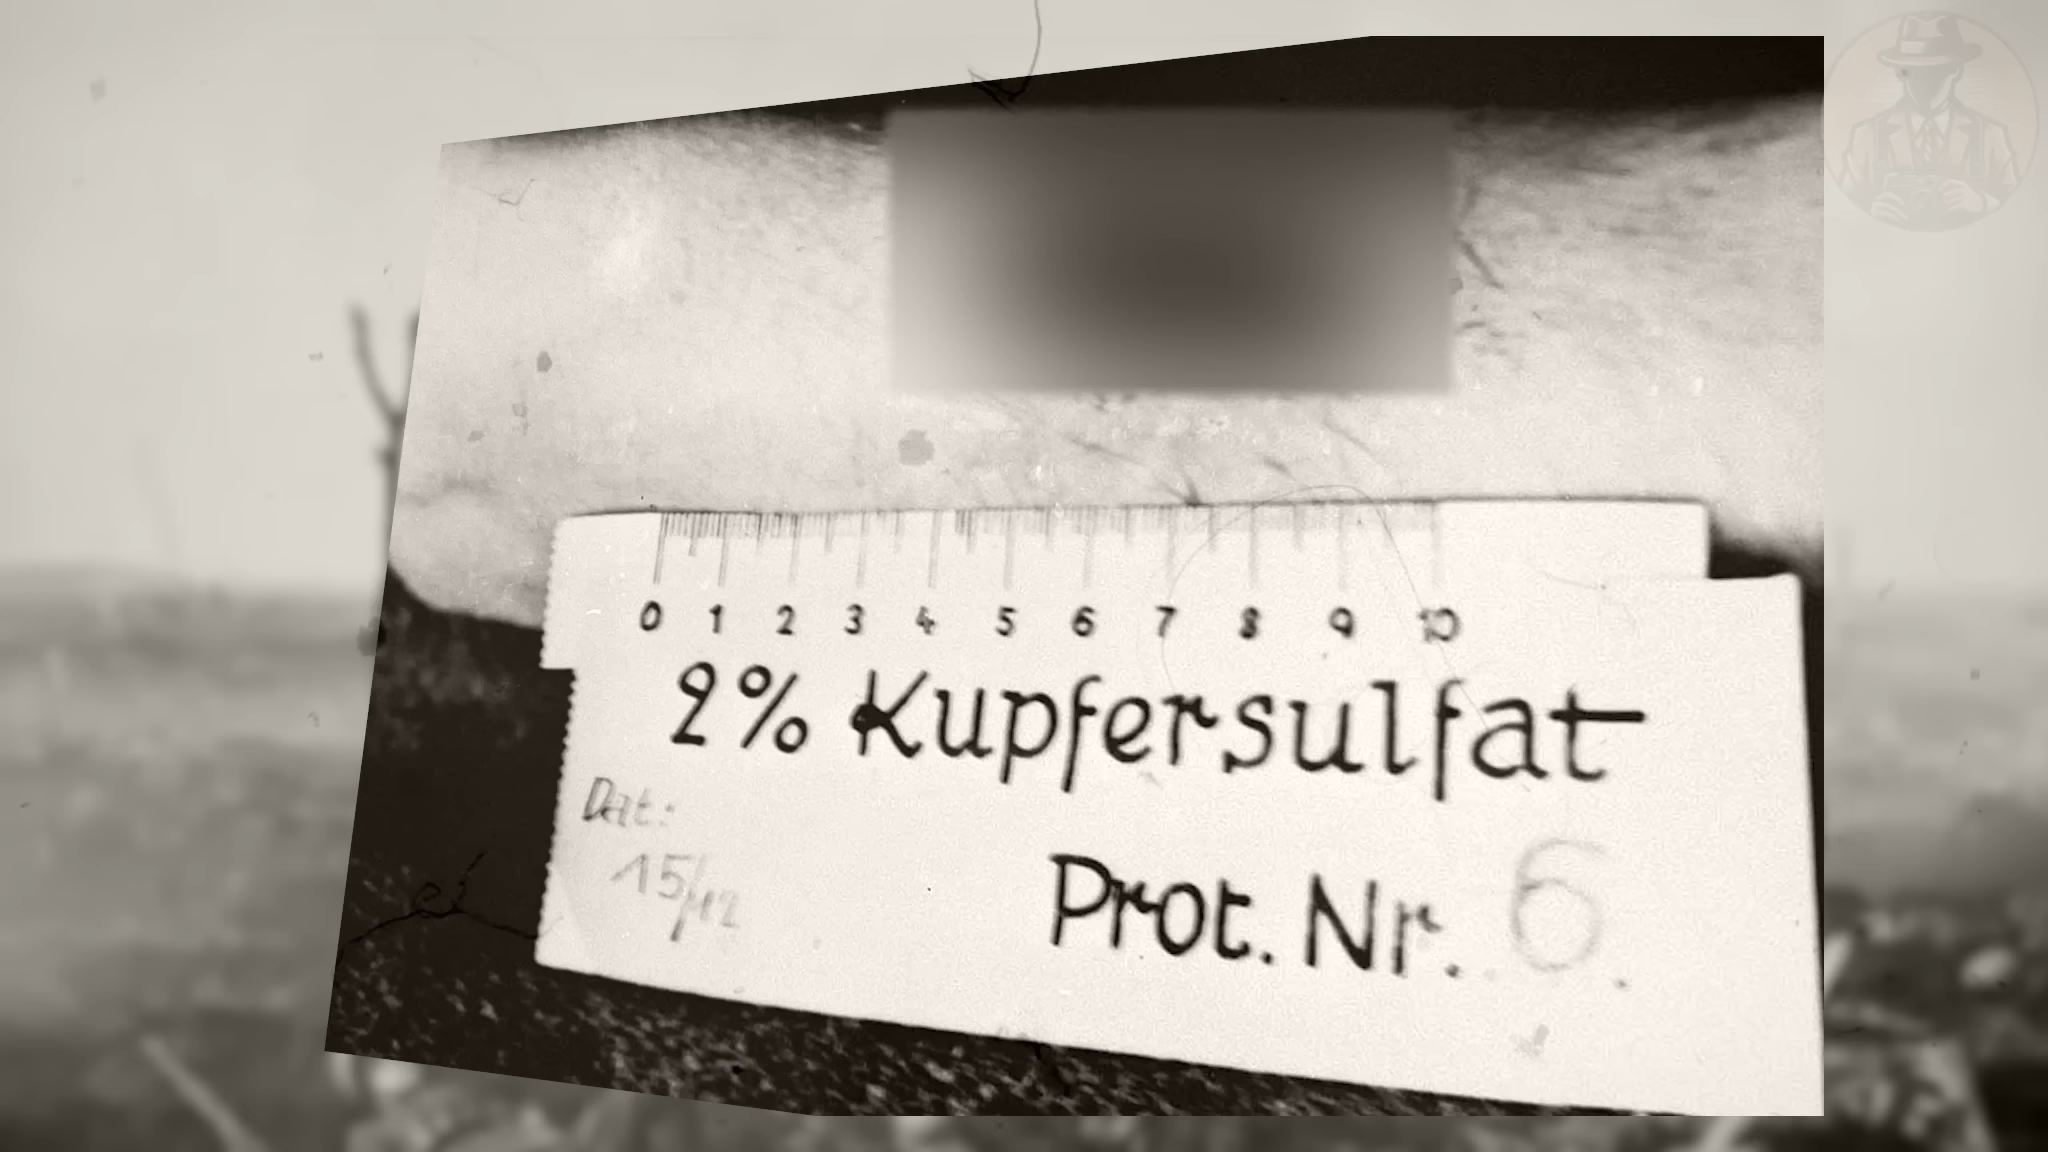 0 1 2 3 4 5 6 7 8 9 10
2% Kupfersulfat
Dat:
15/12
Prot. Nr. 6.